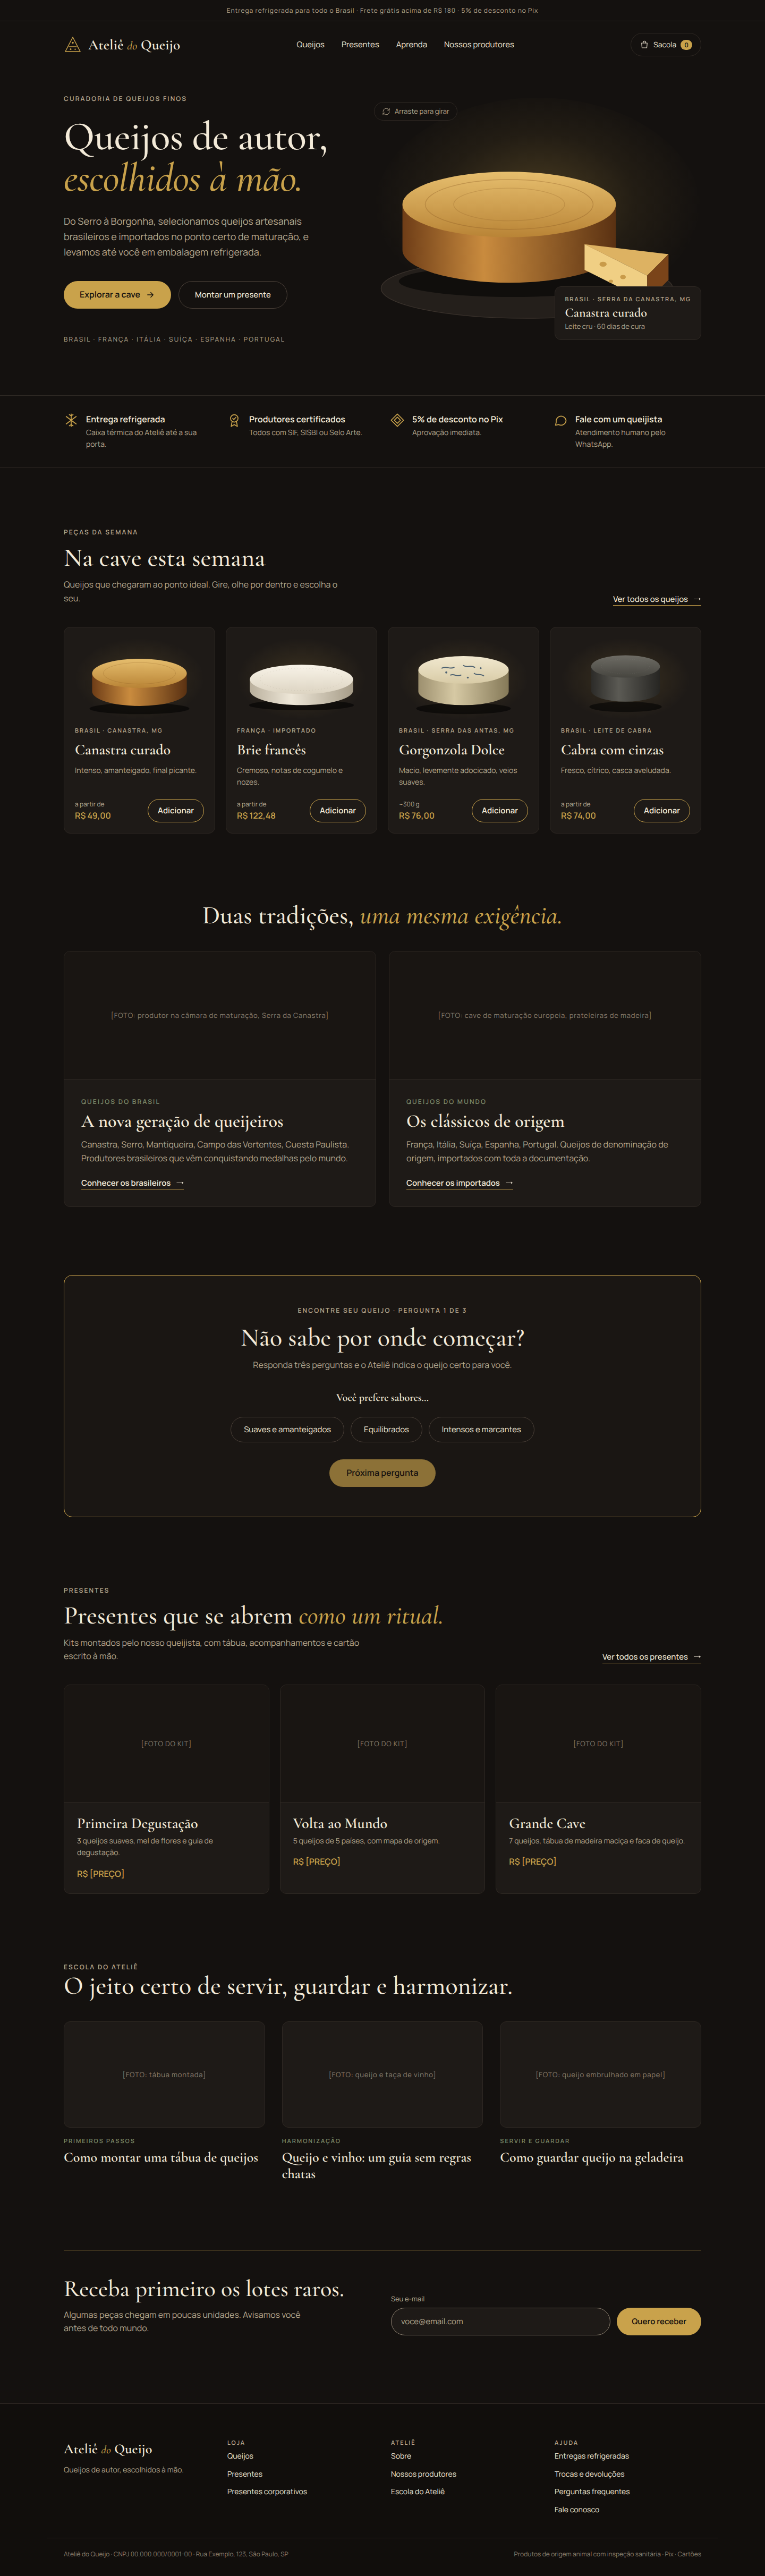 Entrega refrigerada para todo o Brasil · Frete grátis acima de R$ 180 · 5% de desconto no Pix
Ateliê do Queijo
Queijos
Presentes
Aprenda
Nossos produtores
Sacola 0
CURADORIA DE QUEIJOS FINOS
Arraste para girar
Queijos de autor,
escolhidos à mão.
Do Serro à Borgonha, selecionamos queijos artesanais
brasileiros e importados no ponto certo de maturação, e
levamos até você em embalagem refrigerada.
Explorar a cave →
Montar um presente
BRASIL · SERRA DA CANASTRA, MG
Canastra curado
Leite cru · 60 dias de cura
BRASIL · FRANÇA · ITÁLIA · SUÍÇA · ESPANHA · PORTUGAL
Entrega refrigerada
Caixa térmica do Ateliê até a sua
porta.
Produtores certificados
Todos com SIF, SISBI ou Selo Arte.
5% de desconto no Pix
Aprovação imediata.
Fale com um queijista
Atendimento humano pelo
WhatsApp.
PEÇAS DA SEMANA
Na cave esta semana
Queijos que chegaram ao ponto ideal. Gire, olhe por dentro e escolha o
seu.
Ver todos os queijos →
BRASIL · CANASTRA, MG
Canastra curado
Intenso, amanteigado, final picante.
a partir de
R$ 49,00
Adicionar
FRANÇA · IMPORTADO
Brie francês
Cremoso, notas de cogumelo e
nozes.
a partir de
R$ 122,48
Adicionar
BRASIL · SERRA DAS ANTAS, MG
Gorgonzola Dolce
Macio, levemente adocicado, veios
suaves.
~300 g
R$ 76,00
Adicionar
BRASIL · LEITE DE CABRA
Cabra com cinzas
Fresco, cítrico, casca aveludada.
a partir de
R$ 74,00
Adicionar
Duas tradições, uma mesma exigência.
[FOTO: produtor na câmara de maturação, Serra da Canastra]
QUEIJOS DO BRASIL
A nova geração de queijeiros
Canastra, Serro, Mantiqueira, Campo das Vertentes, Cuesta Paulista.
Produtores brasileiros que vêm conquistando medalhas pelo mundo.
Conhecer os brasileiros →
[FOTO: cave de maturação europeia, prateleiras de madeira]
QUEIJOS DO MUNDO
Os clássicos de origem
França, Itália, Suíça, Espanha, Portugal. Queijos de denominação de
origem, importados com toda a documentação.
Conhecer os importados →
ENCONTRE SEU QUEIJO · PERGUNTA 1 DE 3
Não sabe por onde começar?
Responda três perguntas e o Ateliê indica o queijo certo para você.
Você prefere sabores...
Suaves e amanteigados
Equilibrados
Intensos e marcantes
Próxima pergunta
PRESENTES
Presentes que se abrem como um ritual.
Kits montados pelo nosso queijista, com tábua, acompanhamentos e cartão
escrito à mão.
Ver todos os presentes →
[FOTO DO KIT]
Primeira Degustação
3 queijos suaves, mel de flores e guia de
degustação.
R$ [PREÇO]
[FOTO DO KIT]
Volta ao Mundo
5 queijos de 5 países, com mapa de origem.
R$ [PREÇO]
[FOTO DO KIT]
Grande Cave
7 queijos, tábua de madeira maciça e faca de queijo.
R$ [PREÇO]
ESCOLA DO ATELIÊ
O jeito certo de servir, guardar e harmonizar.
[FOTO: tábua montada]
PRIMEIROS PASSOS
Como montar uma tábua de queijos
[FOTO: queijo e taça de vinho]
HARMONIZAÇÃO
Queijo e vinho: um guia sem regras
chatas
[FOTO: queijo embrulhado em papel]
SERVIR E GUARDAR
Como guardar queijo na geladeira
Receba primeiro os lotes raros.
Algumas peças chegam em poucas unidades. Avisamos você
antes de todo mundo.
Seu e-mail
voce@email.com
Quero receber
Ateliê do Queijo
Queijos de autor, escolhidos à mão.
LOJA
Queijos
Presentes
Presentes corporativos
ATELIÊ
Sobre
Nossos produtores
Escola do Ateliê
AJUDA
Entregas refrigeradas
Trocas e devoluções
Perguntas frequentes
Fale conosco
Ateliê do Queijo · CNPJ 00.000.000/0001-00 · Rua Exemplo, 123, São Paulo, SP
Produtos de origem animal com inspeção sanitária · Pix · Cartões